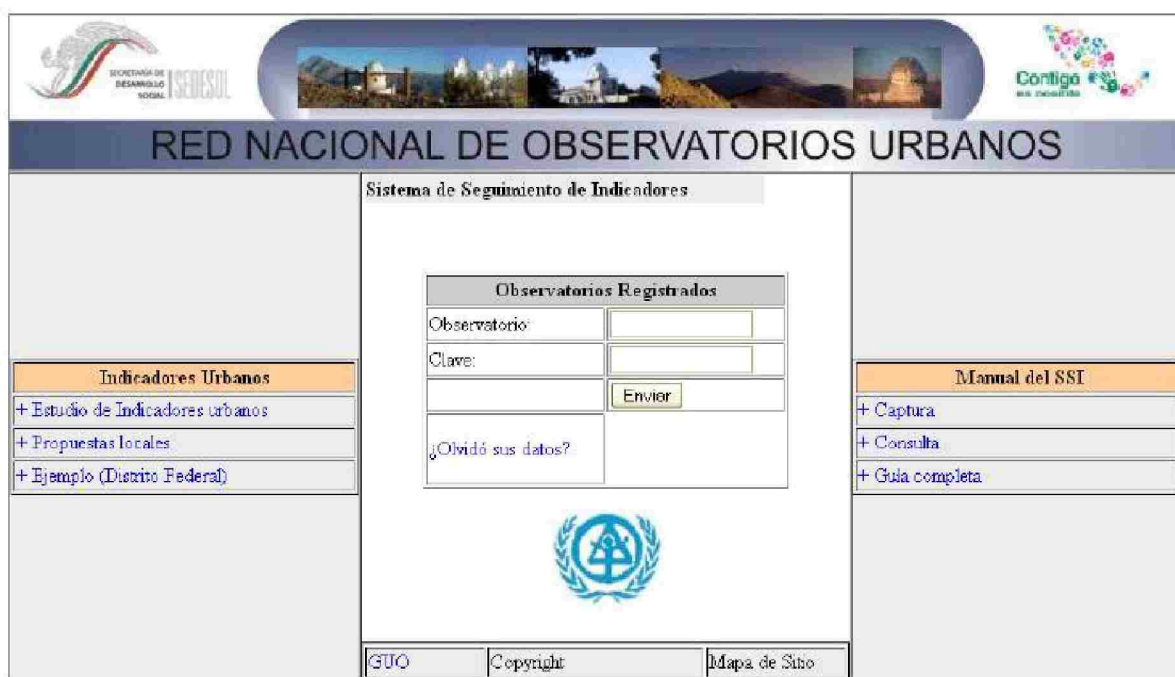 SECRETARÍA DE
DESARROLLO
SOCIAL
SEDESOL
Contigo
es posible
RED NACIONAL DE OBSERVATORIOS URBANOS
Sistema de Seguimiento de Indicadores
Observatorios Registrados
Observatorio:
Clave:
Enviar
¿Olvidó sus datos?
Indicadores Urbanos
+ Estudio de Indicadores urbanos
+ Propuestas locales
+ Ejemplo (Distrito Federal)
Manual del SSI
+ Captura
+ Consulta
+ Guía completa
GUO
Copyright
Mapa de Sitio